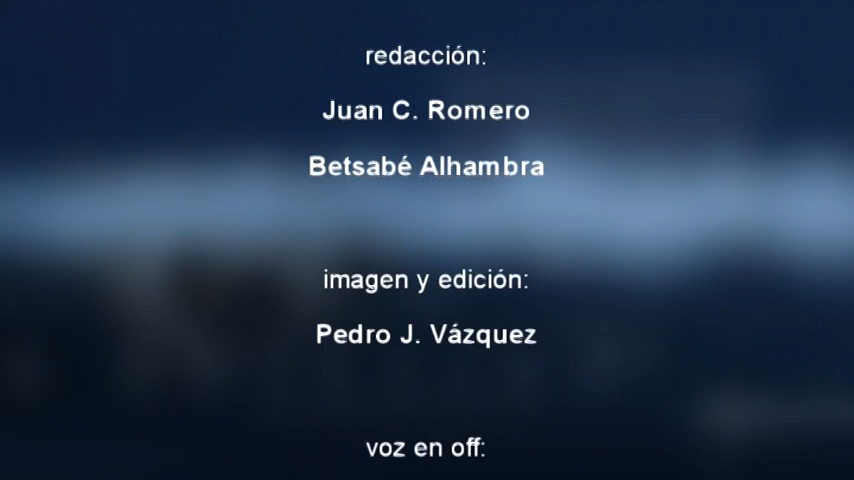 redacción:
Juan C. Romero
Betsabé Alhambra
imagen y edición:
Pedro J. Vázquez
voz en off: